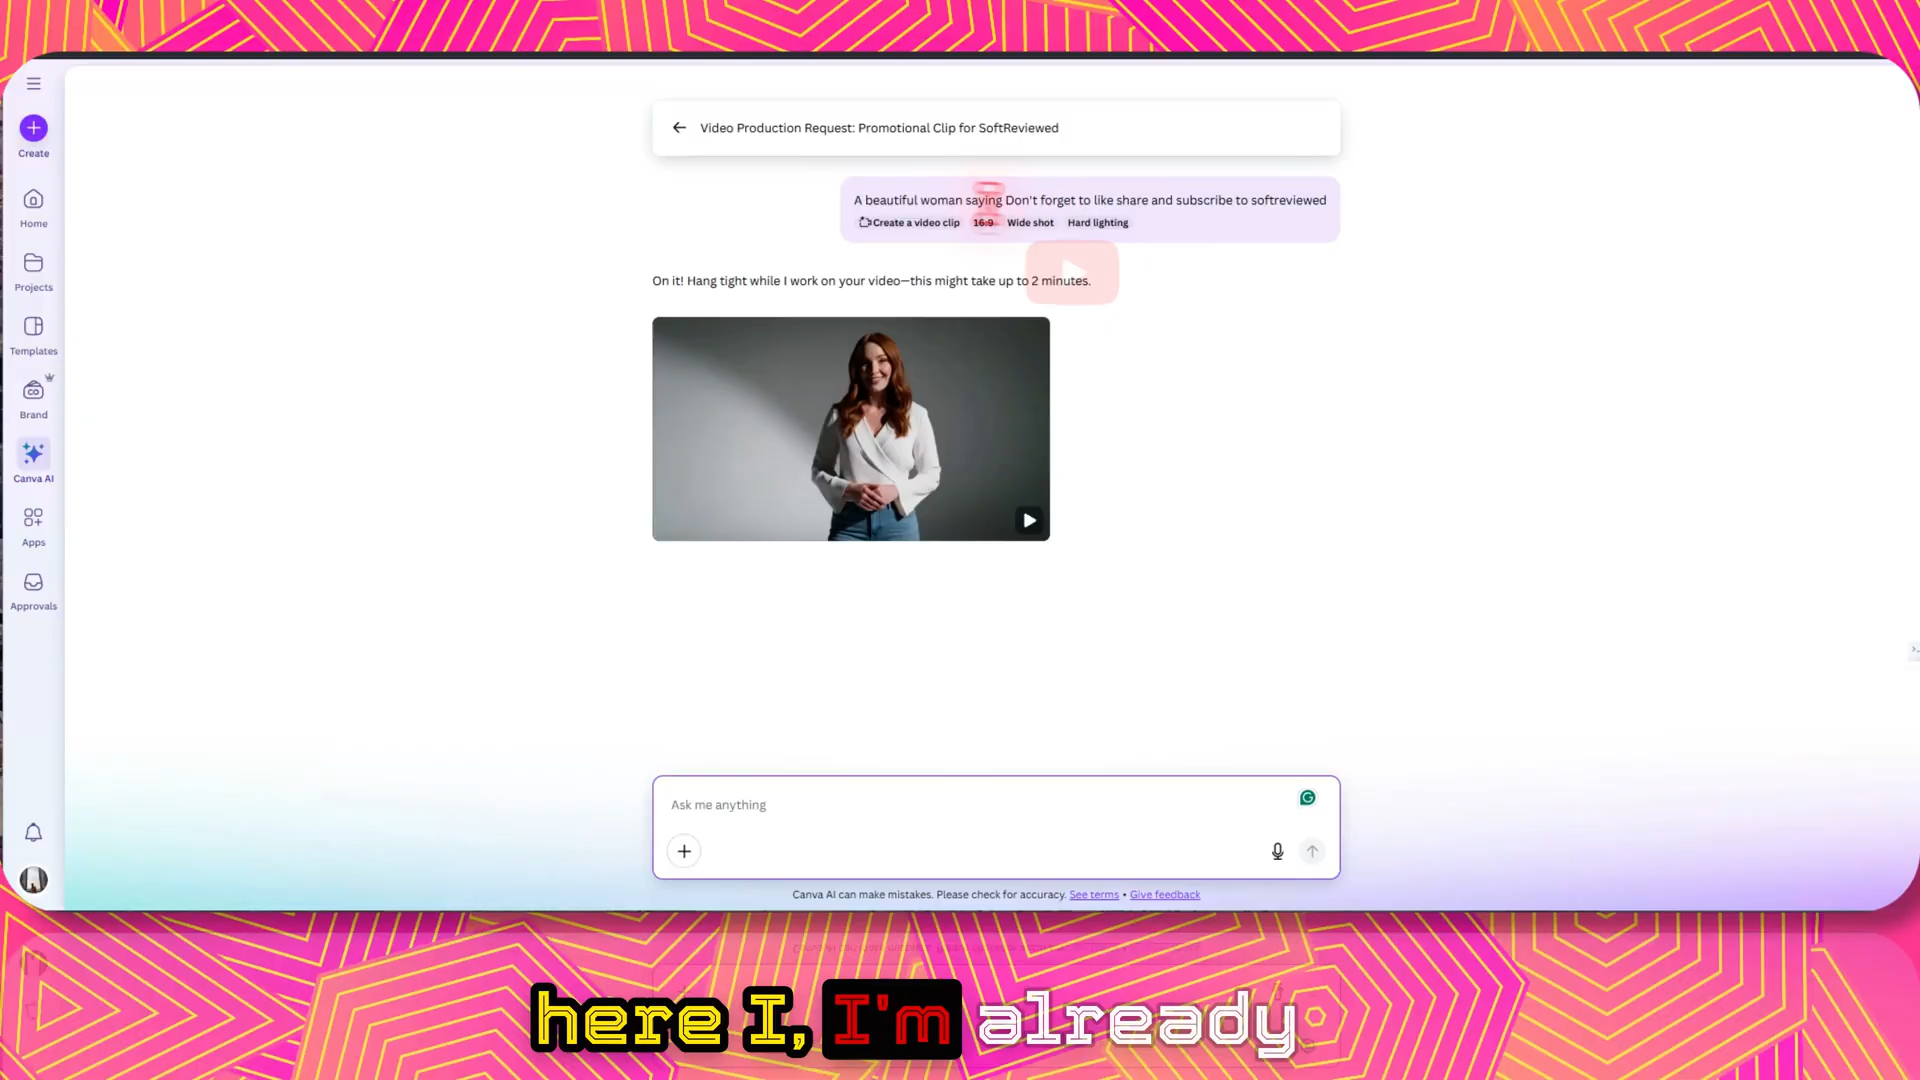 Video Production Request: Promotional Clip for SoftReviewed
Create
A beautiful woman saying Don't forget to like share and subscribe to softreviewed
Create a video clip 16:9 Wide shot Hard lighting
Home
On it! Hang tight while I work on your video—this might take up to 2 minutes.
Projects
Templates
CO
Brand
Canva AI
Apps
Approvals
Ask me anything
Canva AI can make mistakes. Please check for accuracy. See terms • Give feedback
here I, I'm already